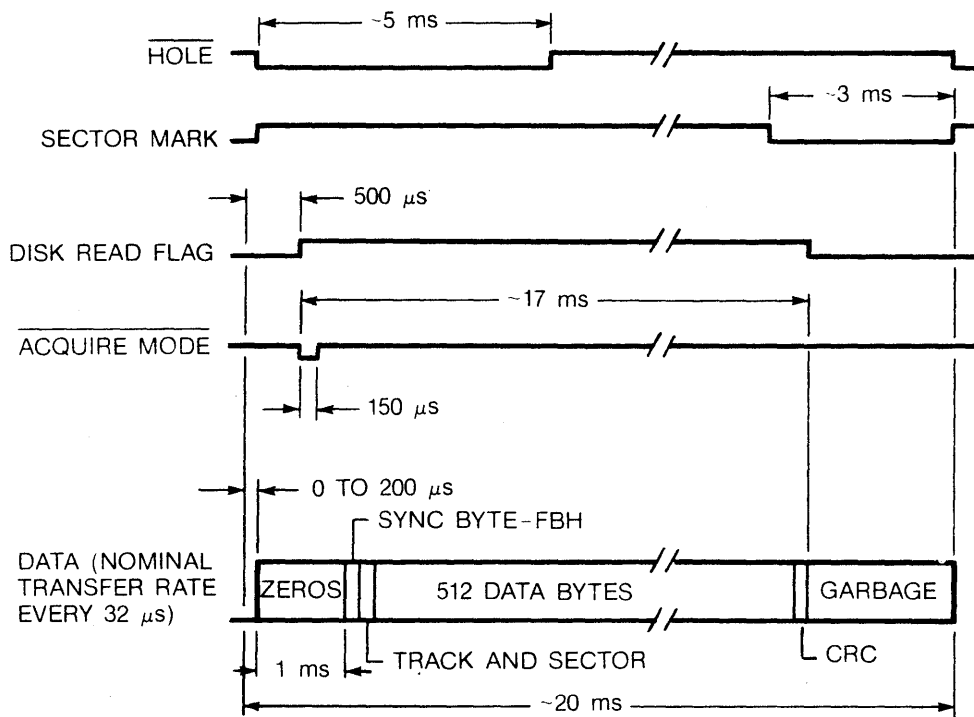 ~5 ms
HOLE
~3 ms
SECTOR MARK
500 μs
DISK READ FLAG
~17 ms
ACQUIRE MODE
150 μs
0 TO 200 μs
SYNC BYTE-FBH
DATA (NOMINAL
TRANSFER RATE
EVERY 32 μs)
ZEROS
512 DATA BYTES
GARBAGE
1 ms
TRACK AND SECTOR
CRC
~20 ms